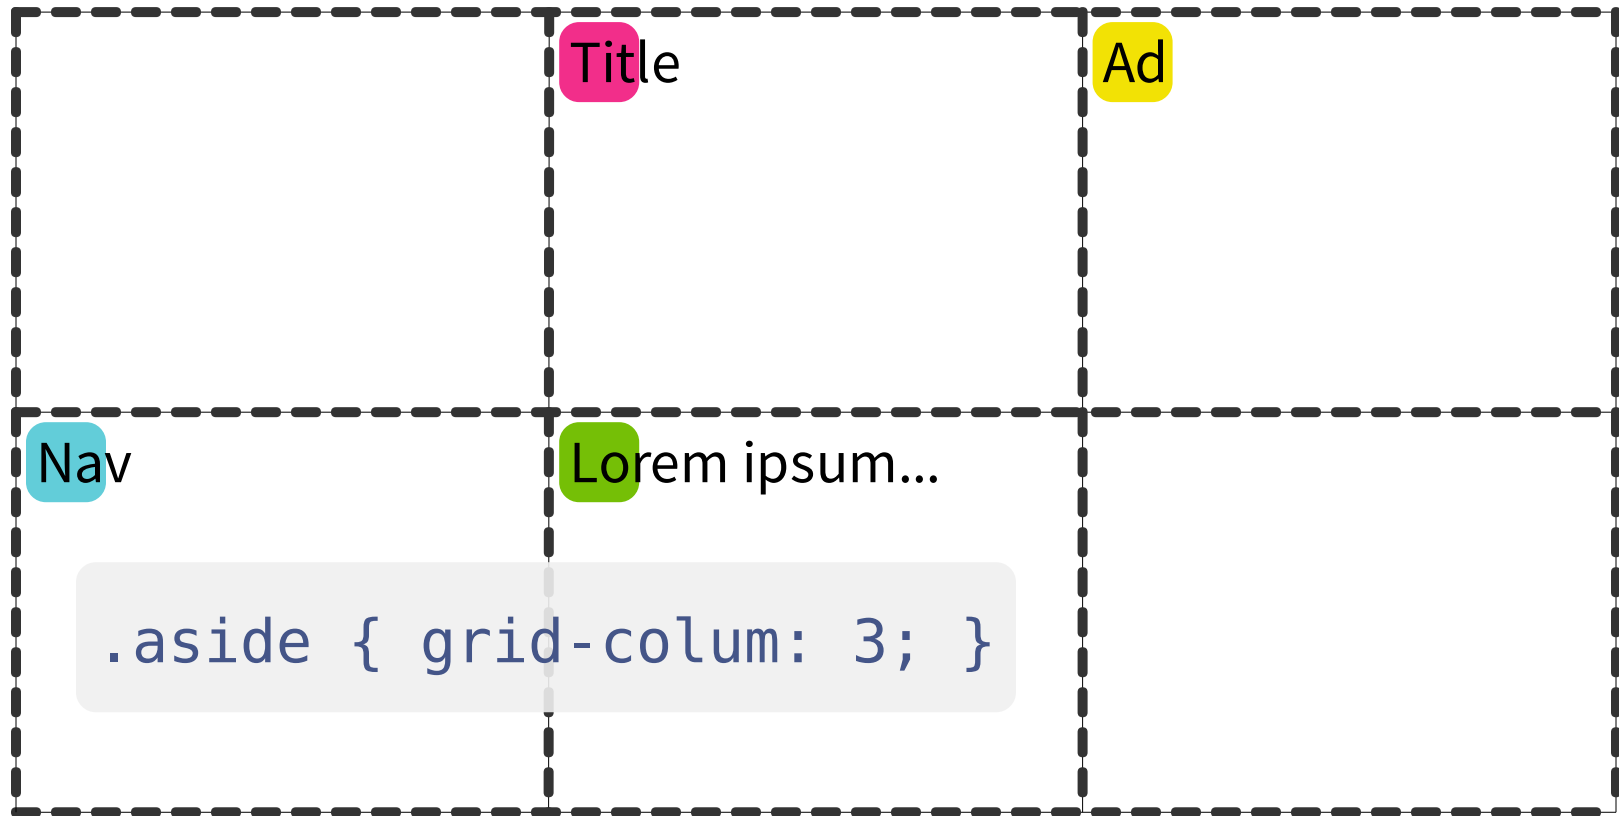 Title
Ad
Nav
Lorem ipsum...
.aside { grid-colum: 3; }